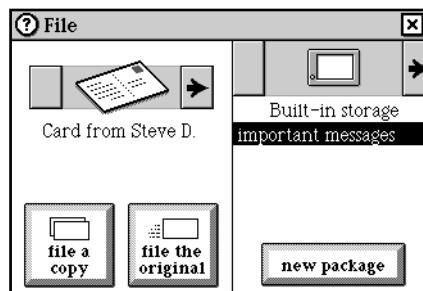 ? File
Card from Steve D.
Built-in storage
important messages
file a
copy
file the
original
new package